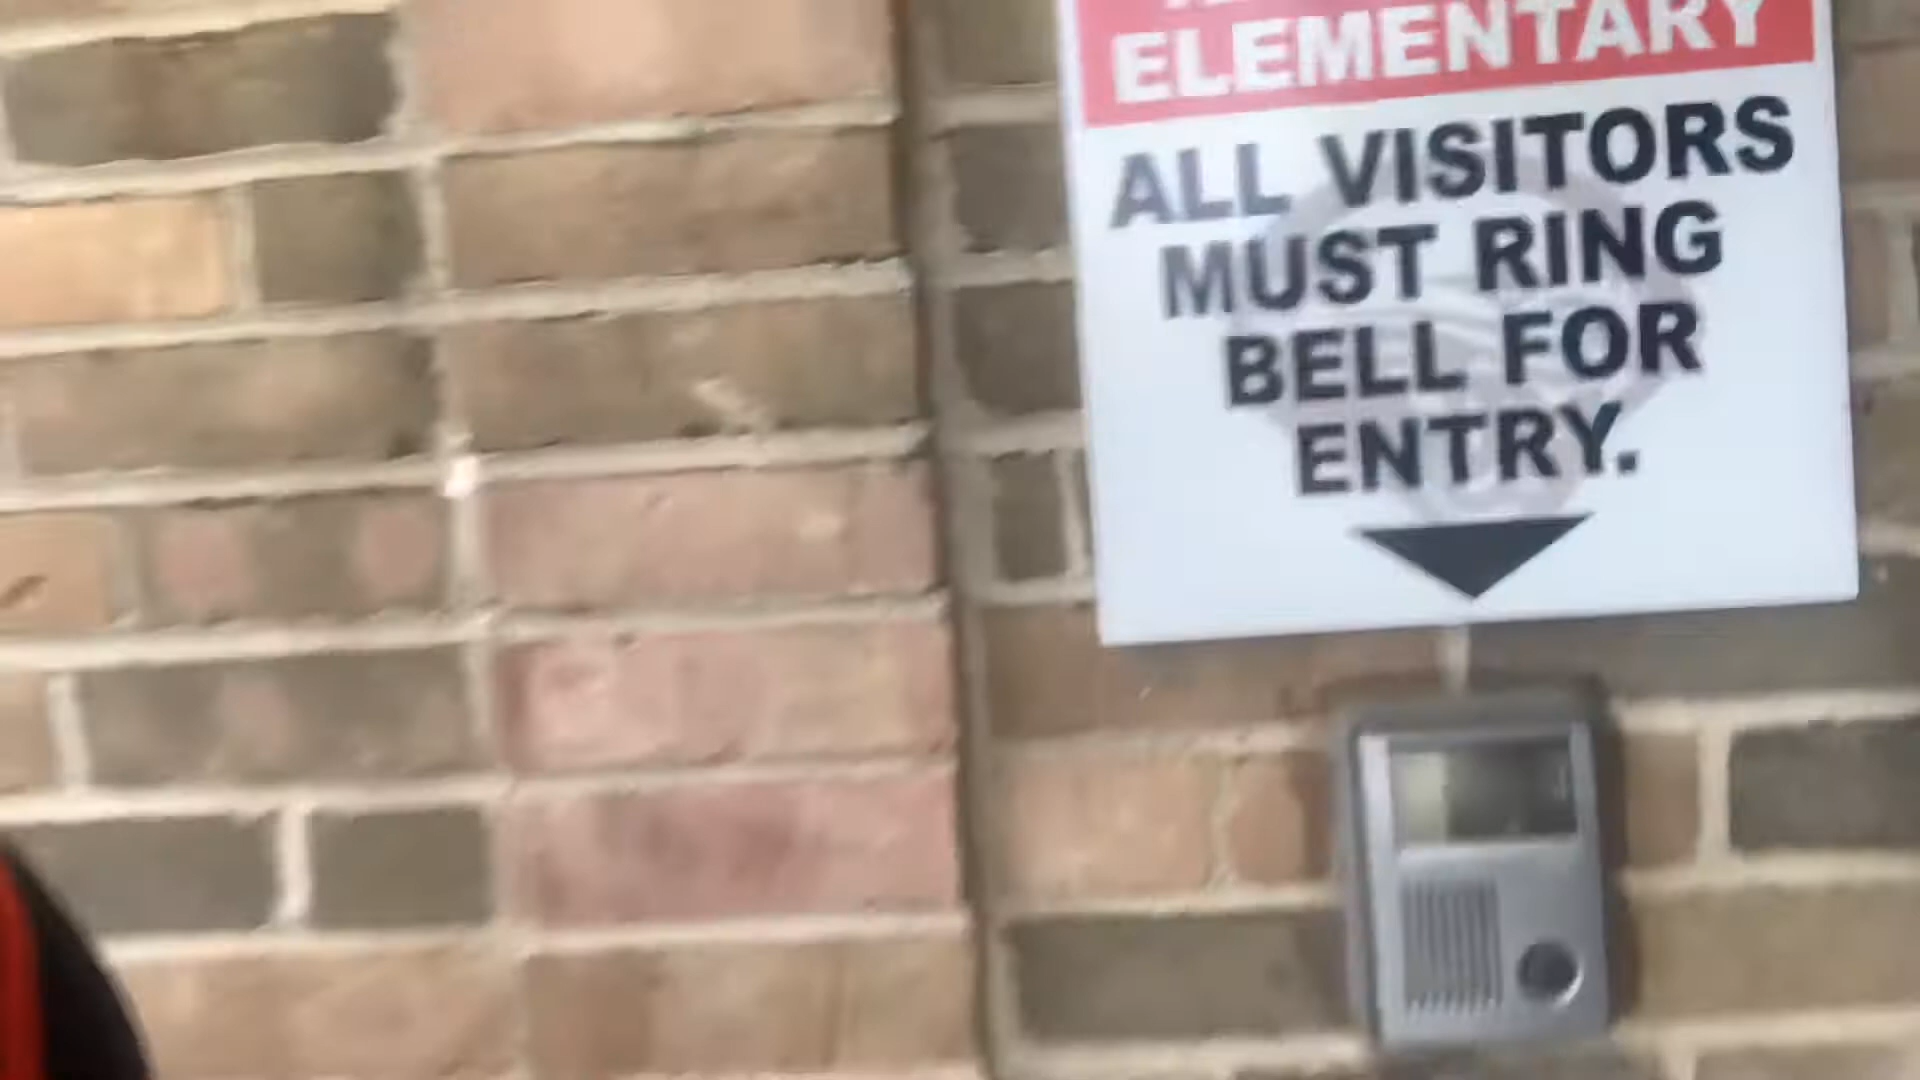 ELEMENTARY
ALL VISITORS
MUST RING
BELL FOR
ENTRY.